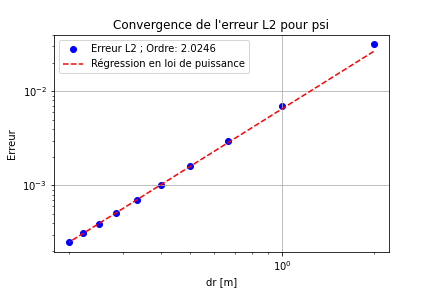 Convergence de l'erreur L2 pour psi
Erreur L2 ; Ordre: 2.0246
Régression en loi de puissance
Erreur
10⁻²
10⁻³
10⁰
dr [m]